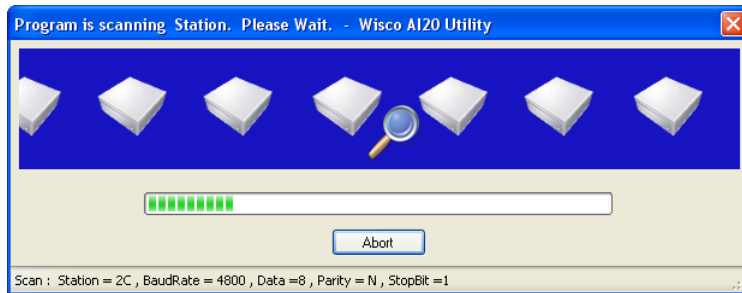 Program is scanning Station. Please Wait. - Wisco AI20 Utility
Abort
Scan : Station = 2C , BaudRate = 4800 , Data =8 , Parity = N , StopBit =1